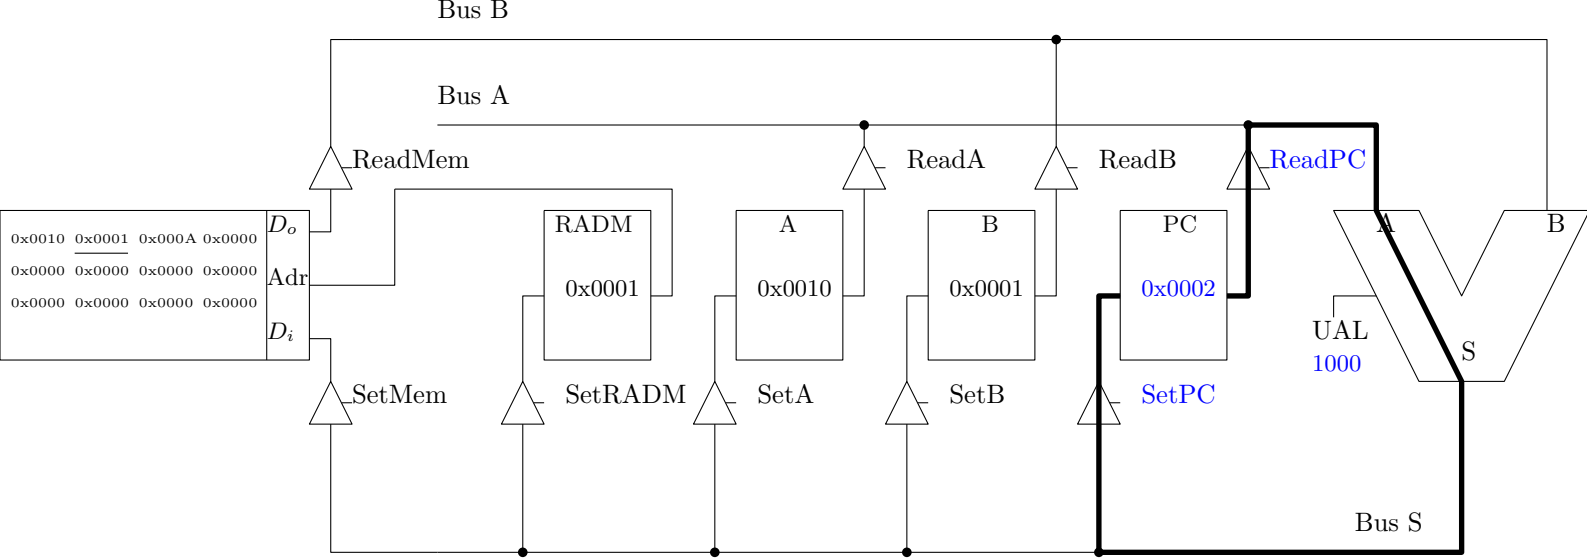 Bus B
Bus A
ReadMem
ReadA
ReadB
ReadPC
0x0010 0x0001 0x000A 0x0000
0x0000 0x0000 0x0000 0x0000
0x0000 0x0000 0x0000 0x0000
Do
Adr
Di
RADM
0x0001
A
0x0010
B
0x0001
PC
0x0002
A
B
UAL
1000
S
SetMem
SetRADM
SetA
SetB
SetPC
Bus S